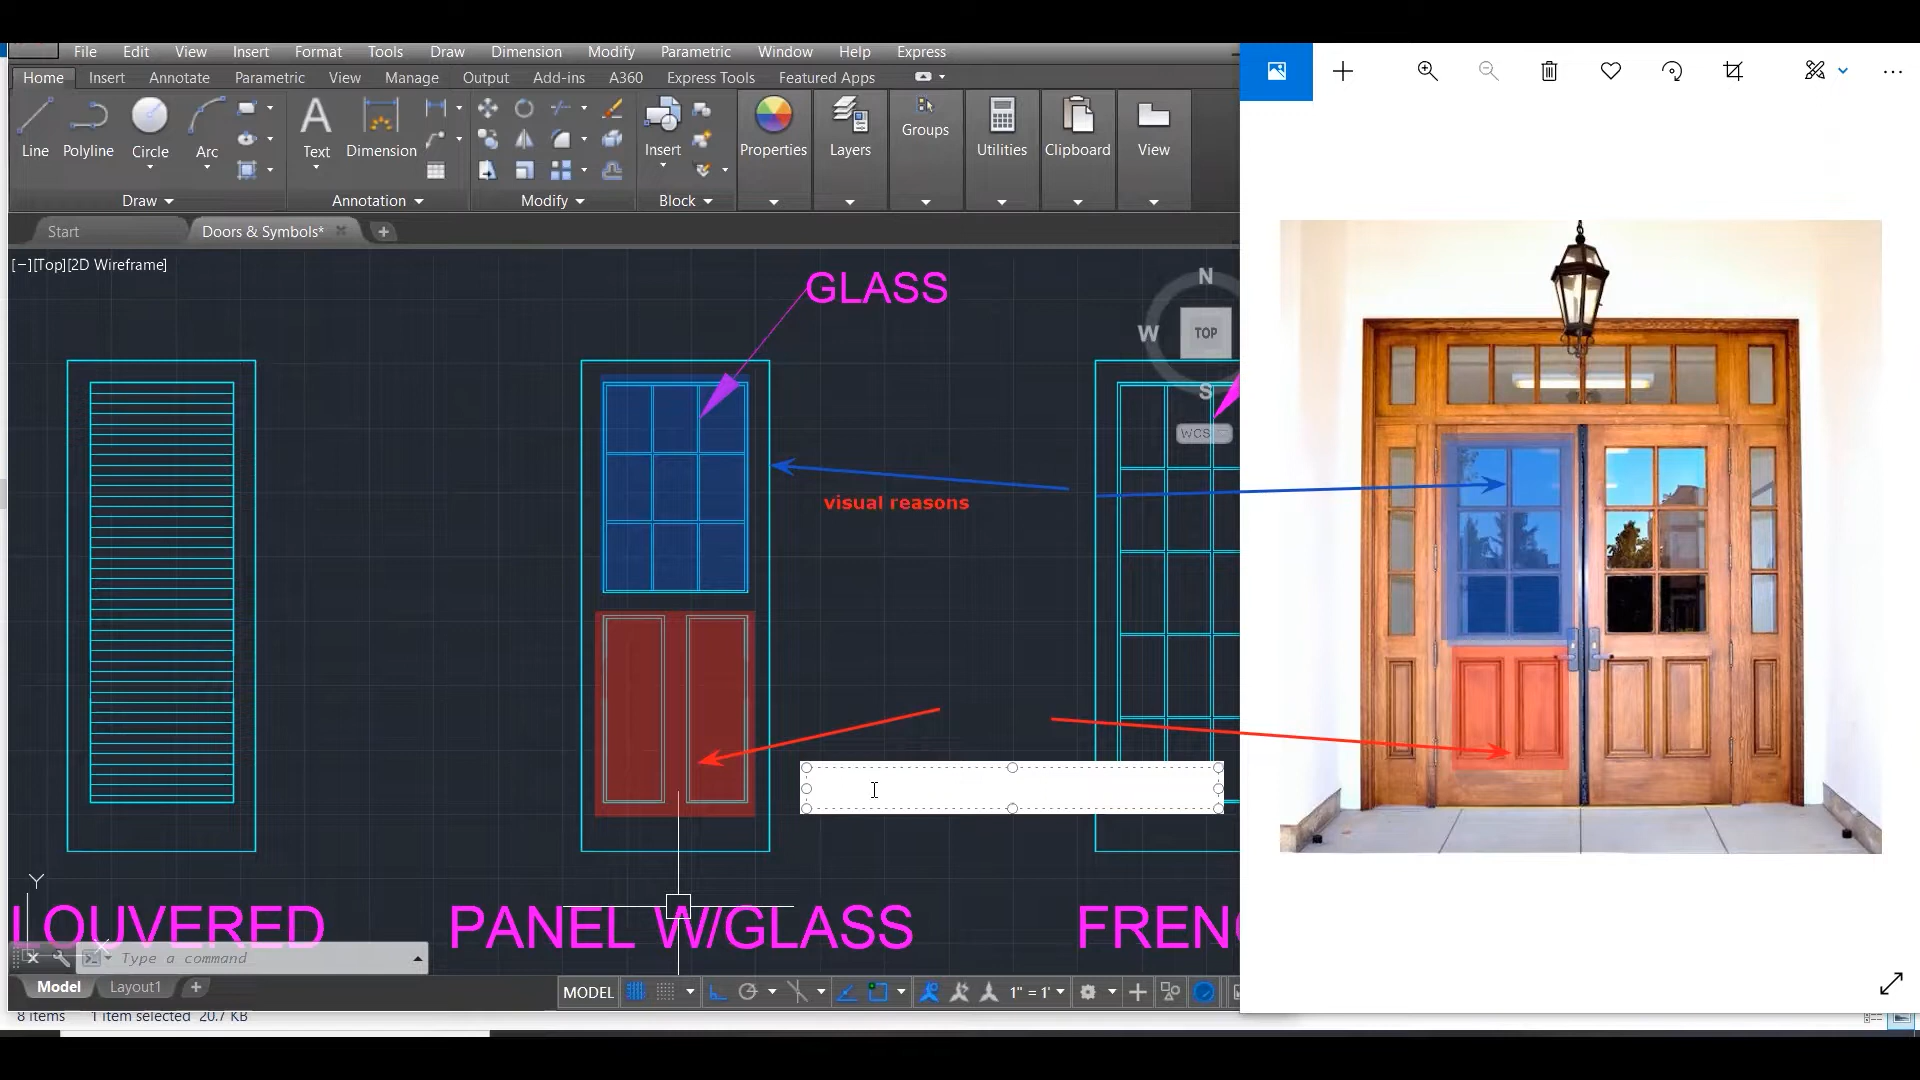 File Edit View Insert Format Tools Draw Dimension Modify Parametric Window Help Express
Home Insert Annotate Parametric View Manage Output Add-ins A360 Express Tools Featured Apps
Line Polyline Circle Arc Text Dimension Insert Properties Layers Groups Utilities Clipboard View
Draw Annotation Modify Block
Start Doors & Symbols*
[−][Top][2D Wireframe]
GLASS
N
W TOP
S
WCS
visual reasons
Y
LOUVERED PANEL W/GLASS FRENC
X
Type a command
Model Layout1
MODEL 1" = 1'
8 items 1 item selected 20.7 KB